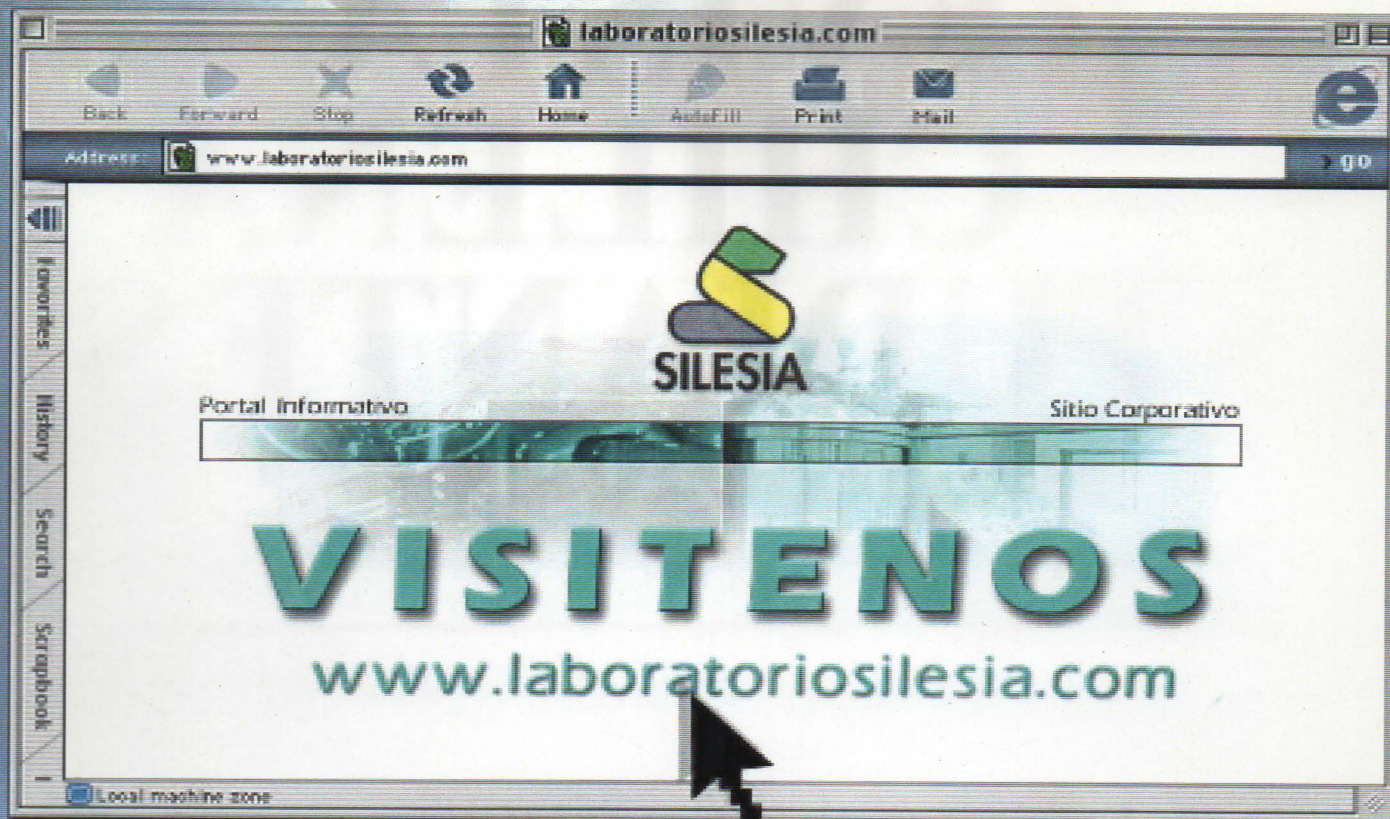 laboratoriosilesia.com
Back Forward Stop Refresh Home AutoFill Print Mail
Address: www.laboratoriosilesia.com go
Favorites
History
Search
Scrapbook
SILESIA
Portal Informativo Sitio Corporativo
VISITENOS
www.laboratoriosilesia.com
Local machine zone